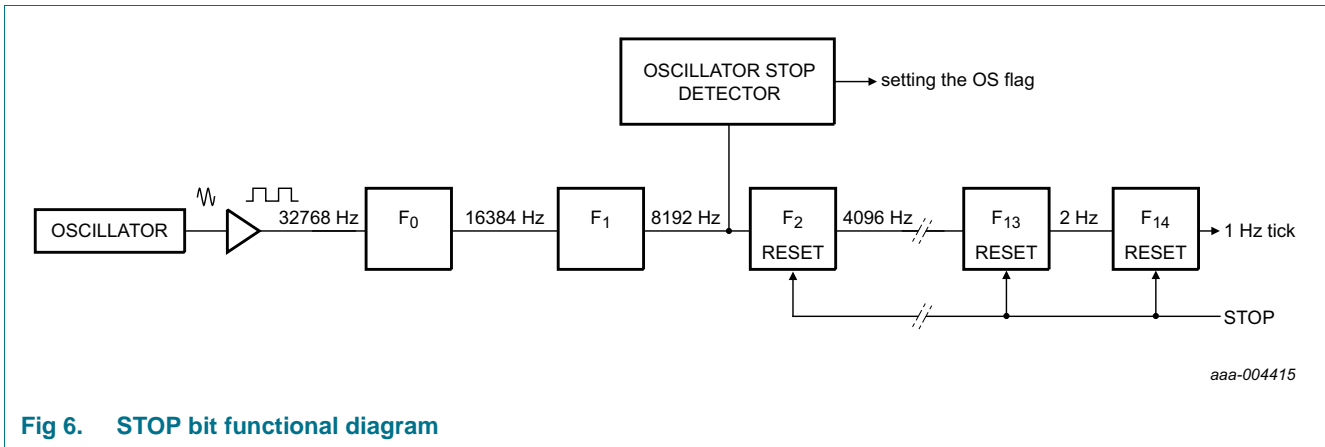 OSCILLATOR STOP
DETECTOR
setting the OS flag
OSCILLATOR
32768 Hz
F0
16384 Hz
F1
8192 Hz
F2
RESET
4096 Hz
F13
RESET
2 Hz
F14
RESET
1 Hz tick
STOP
aaa-004415
Fig 6. STOP bit functional diagram